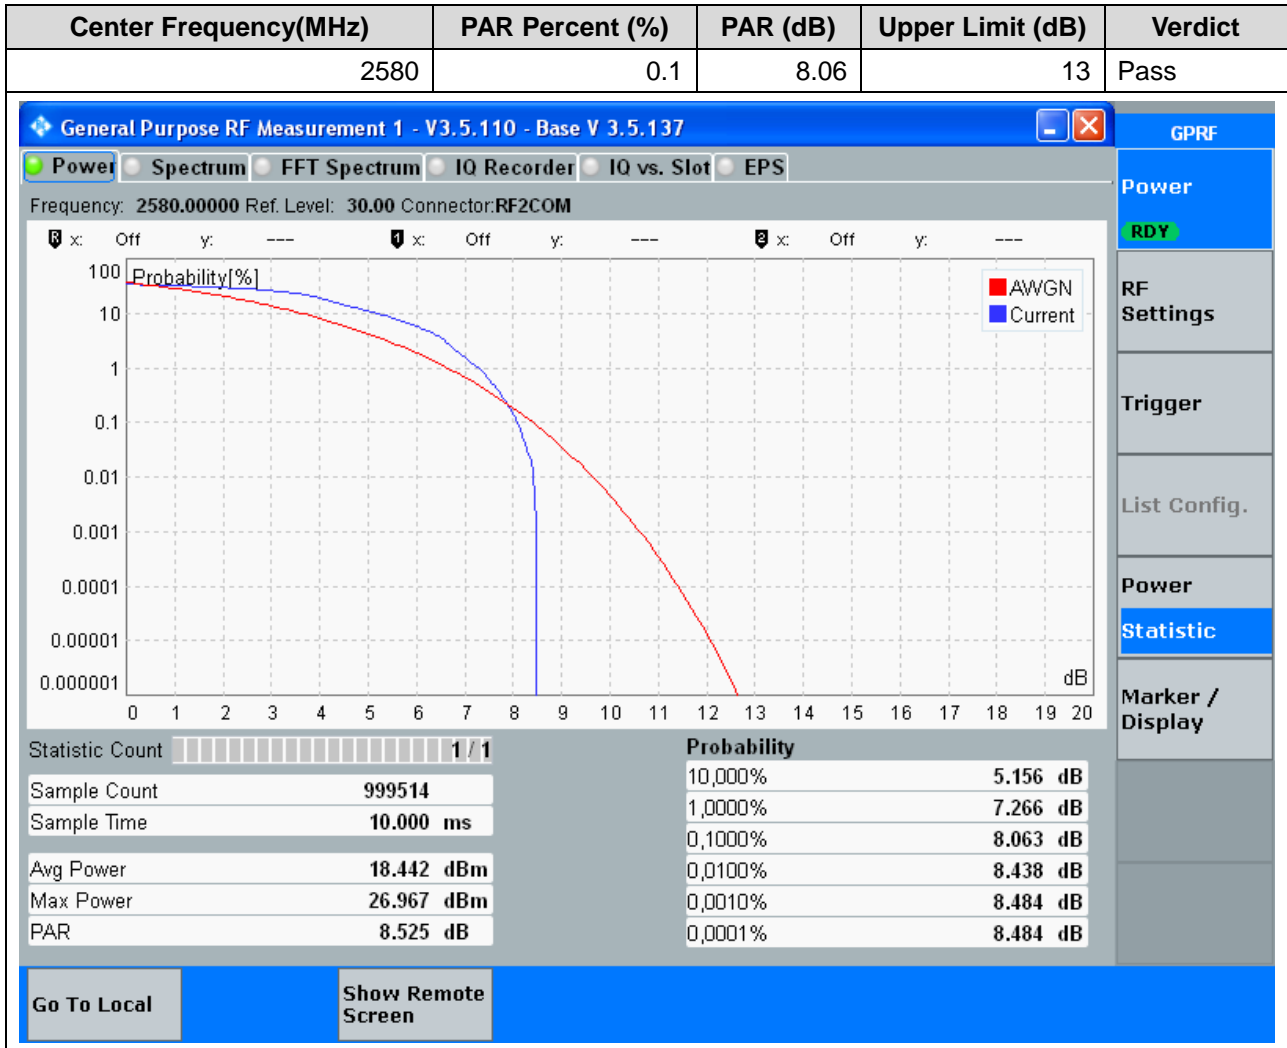 Center Frequency(MHz) PAR Percent (%) PAR (dB) Upper Limit (dB) Verdict
2580 0.1 8.06 13 Pass
General Purpose RF Measurement 1 - V3.5.110 - Base V 3.5.137
GPRF
Power Spectrum FFT Spectrum IQ Recorder IQ vs. Slot EPS
Power
RDY
Frequency: 2580.00000 Ref. Level: 30.00 Connector:RF2COM
R x: Off y: --- 1 x: Off y: --- 2 x: Off y: ---
Probability[%]
AWGN
Current
100
10
1
0.1
0.01
0.001
0.0001
0.00001
0.000001
dB
0 1 2 3 4 5 6 7 8 9 10 11 12 13 14 15 16 17 18 19 20
RF
Settings
Trigger
List Config.
Power
Statistic
Marker /
Display
Statistic Count 1 / 1
Sample Count 999514
Sample Time 10.000 ms
Avg Power 18.442 dBm
Max Power 26.967 dBm
PAR 8.525 dB
Probability
10,000% 5.156 dB
1,0000% 7.266 dB
0,1000% 8.063 dB
0,0100% 8.438 dB
0,0010% 8.484 dB
0,0001% 8.484 dB
Go To Local
Show Remote
Screen